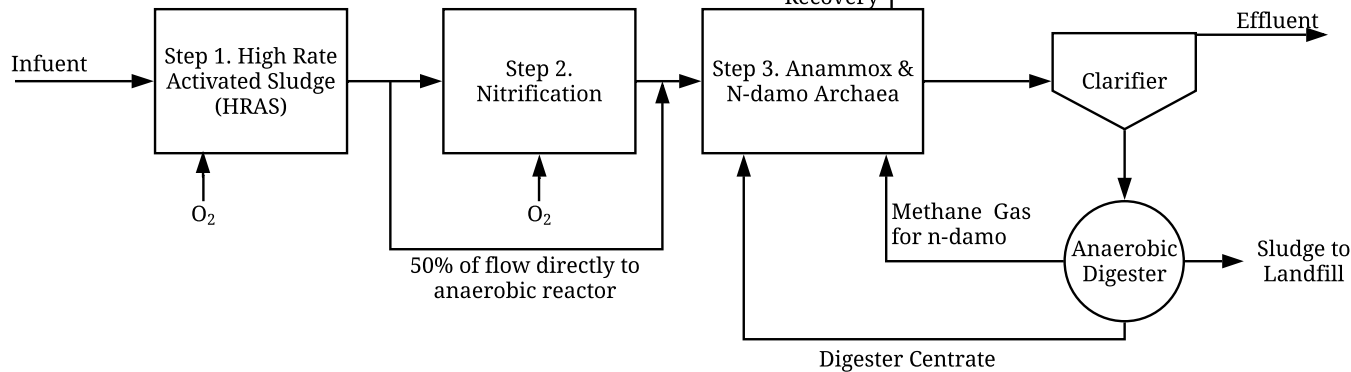 Recovery
Infuent
Step 1. High Rate
Activated Sludge
(HRAS)
Step 2.
Nitrification
Step 3. Anammox &
N-damo Archaea
Clarifier
Effluent
O₂
O₂
50% of flow directly to
anaerobic reactor
Methane Gas
for n-damo
Anaerobic
Digester
Sludge to
Landfill
Digester Centrate